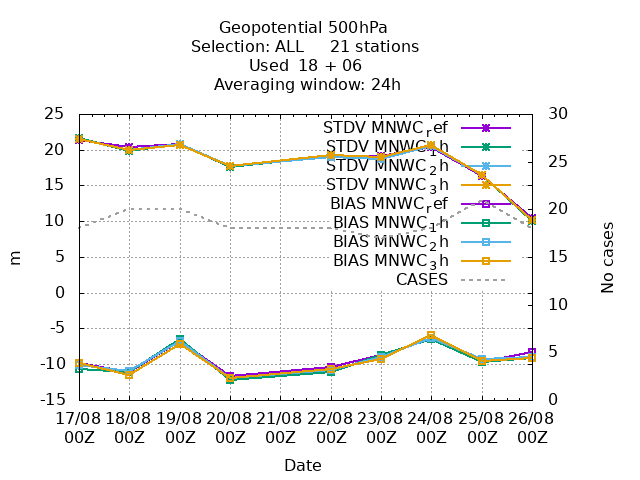 Geopotential 500hPa
Selection: ALL 21 stations
Used 18 + 06
Averaging window: 24h
25
20
15
10
5
0
-5
-10
-15
m
30
25
20
15
10
5
0
No cases
STDV MNWC_ref
STDV MNWC_1h
STDV MNWC_2h
STDV MNWC_3h
BIAS MNWC_ref
BIAS MNWC_1h
BIAS MNWC_2h
BIAS MNWC_3h
CASES
17/08 18/08 19/08 20/08 21/08 22/08 23/08 24/08 25/08 26/08
00Z 00Z 00Z 00Z 00Z 00Z 00Z 00Z 00Z 00Z
Date